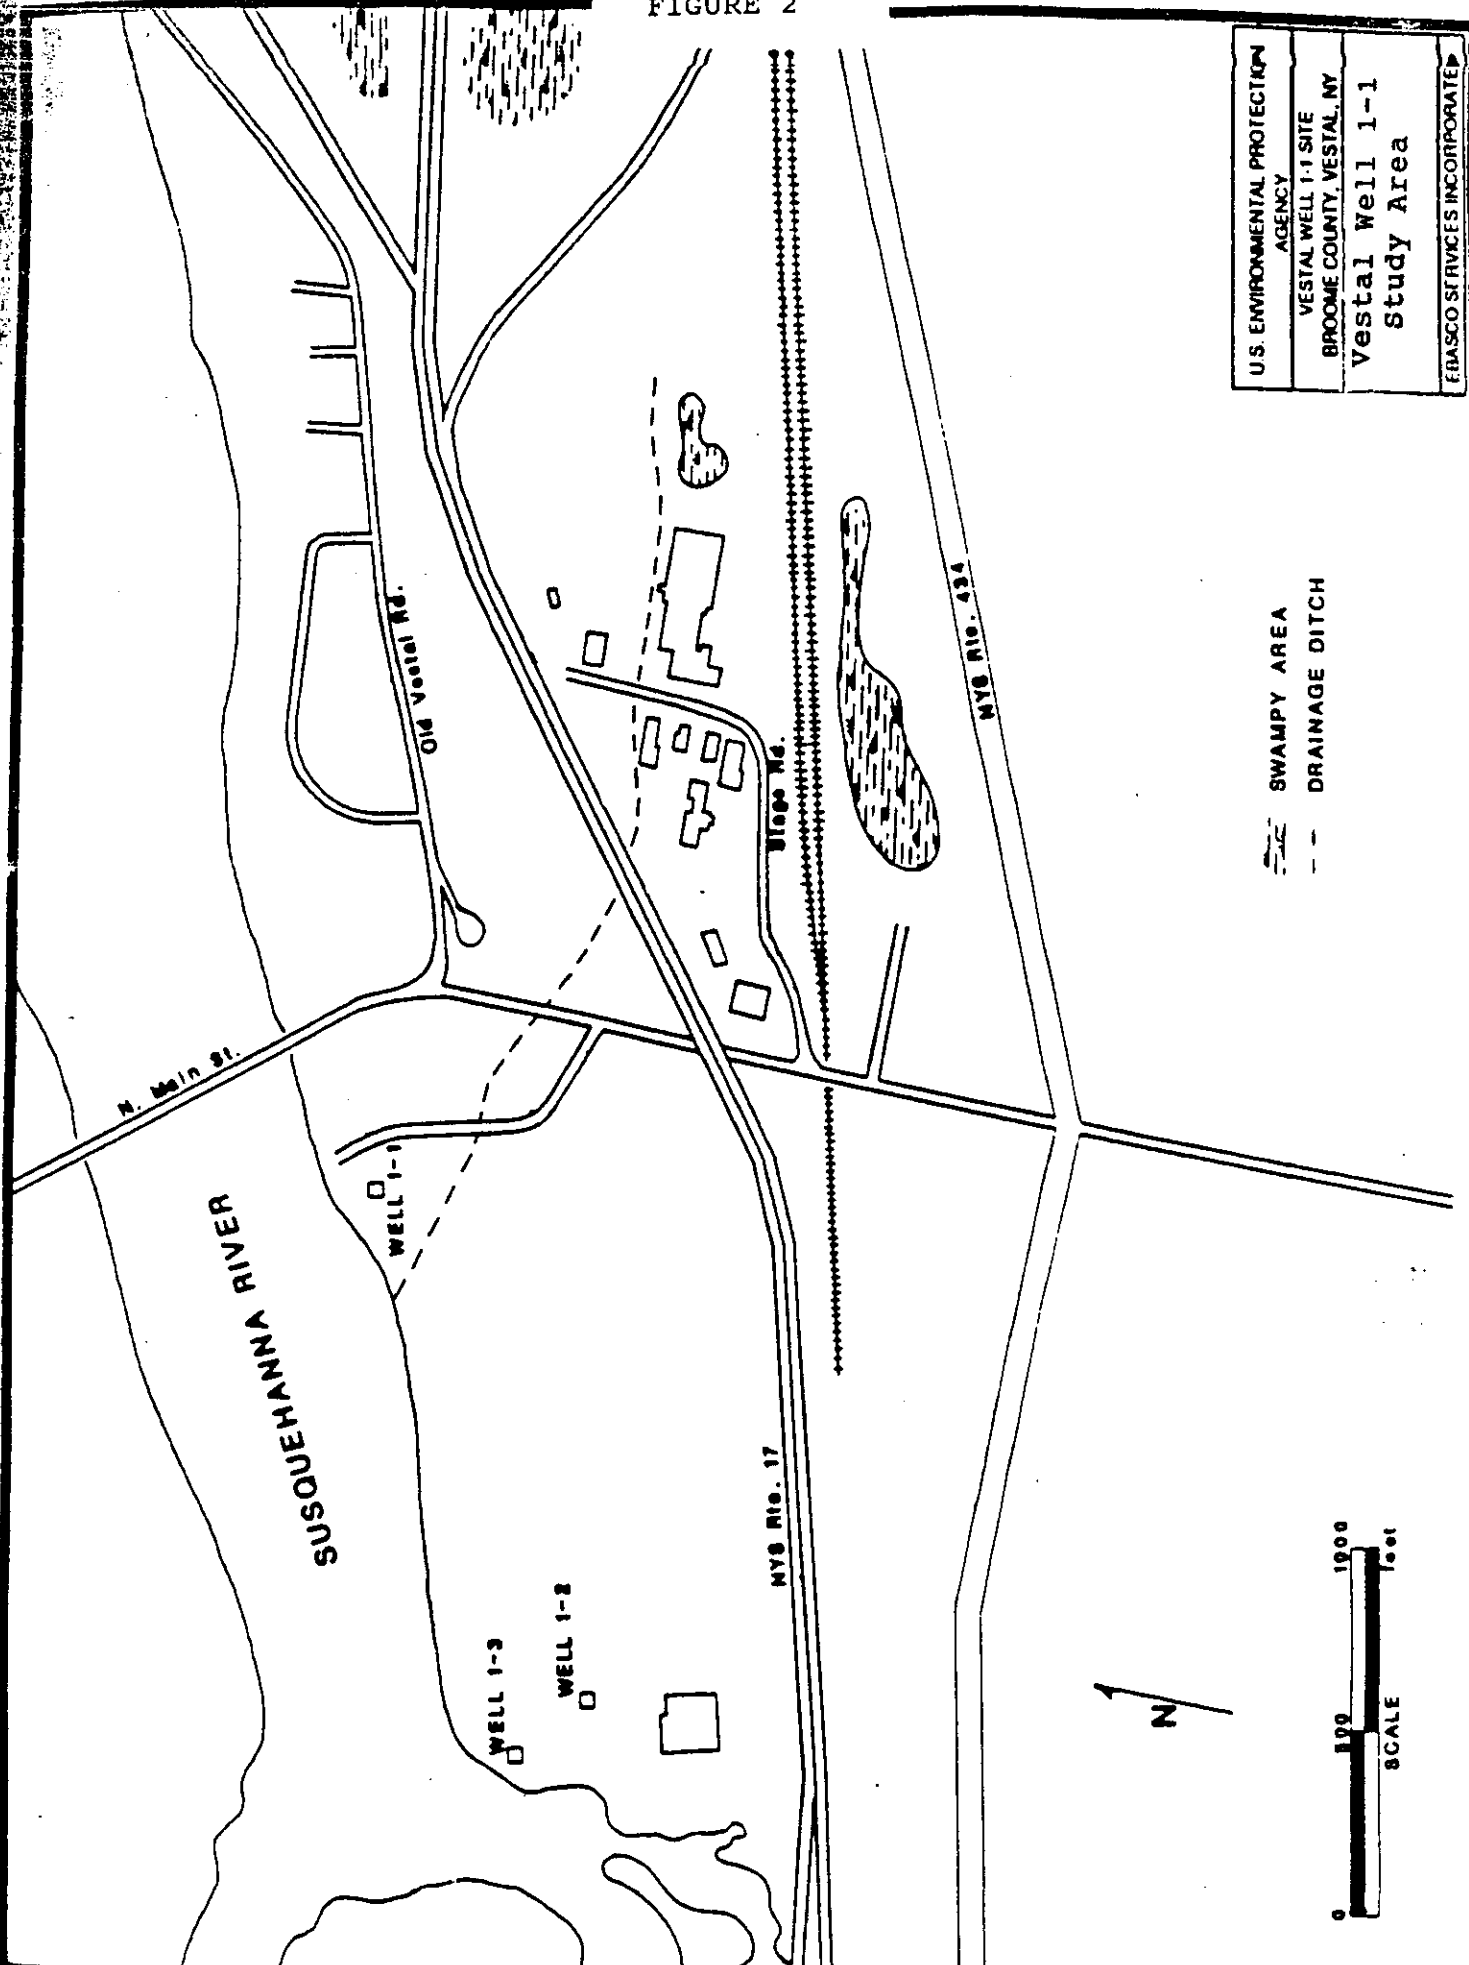 FIGURE 2
U.S. ENVIRONMENTAL PROTECTION
AGENCY
VESTAL WELL 1-1 SITE
BROOME COUNTY, VESTAL, NY
Vestal Well 1-1
Study Area
EBASCO SERVICES INCORPORATED
N. Main St.
Old Vestal Rd.
SUSQUEHANNA RIVER
WELL 1-1
WELL 1-3
WELL 1-2
Stage Rd.
NYS Rte. 17
NYS Rte. 434
SWAMPY AREA
DRAINAGE DITCH
N
0 500 1000
feet
SCALE